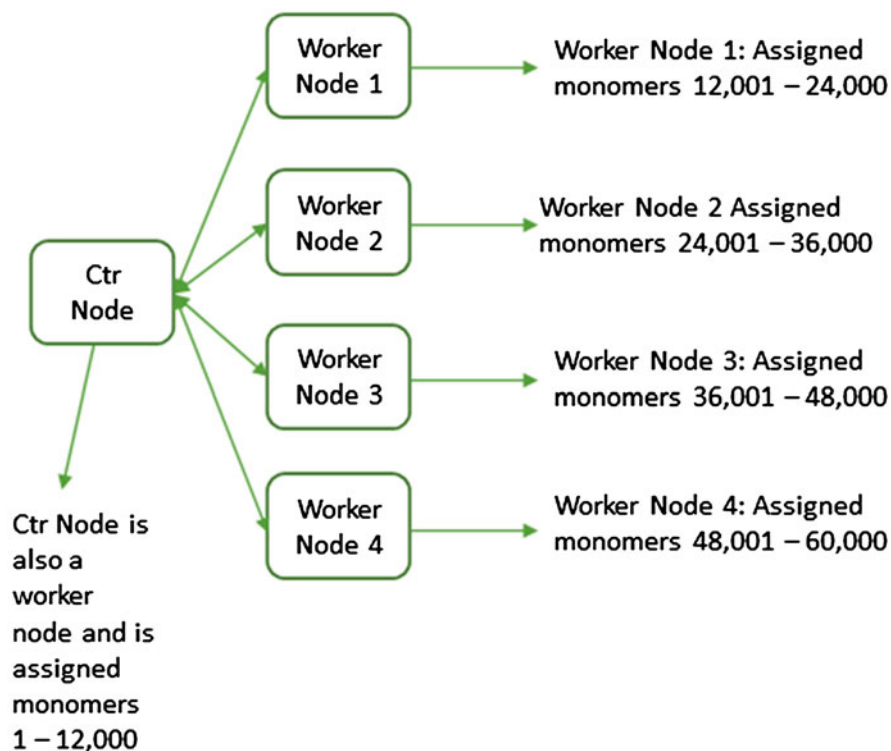 Worker
Node 1
Worker Node 1: Assigned
monomers 12,001 – 24,000
Worker
Node 2
Worker Node 2 Assigned
monomers 24,001 – 36,000
Ctr
Node
Worker
Node 3
Worker Node 3: Assigned
monomers 36,001 – 48,000
Worker
Node 4
Worker Node 4: Assigned
monomers 48,001 – 60,000
Ctr Node is
also a
worker
node and is
assigned
monomers
1 – 12,000